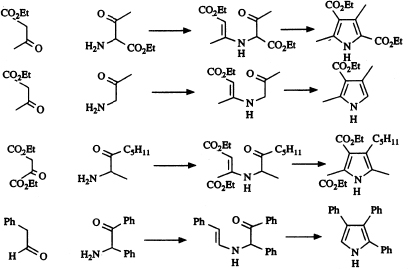 CO2Et O O CO2Et O CO2Et
H2N CO2Et N H CO2Et N H CO2Et
CO2Et O O CO2Et O CO2Et
H2N N H N H
CO2Et O O C5H11 CO2Et O C5H11 CO2Et C5H11
CO2Et H2N CO2Et N H CO2Et N H
Ph O O Ph Ph O Ph Ph Ph
H2N Ph N H Ph N H Ph